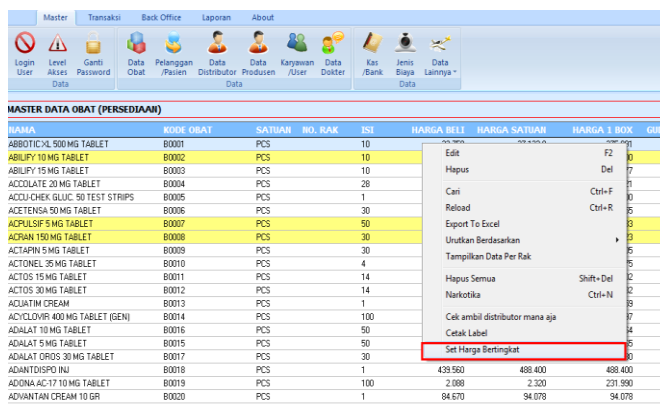 Master Transaksi Back Office Laporan About
Login User
Level Akses
Ganti Password
Data Obat
Pelanggan /Pasien
Data Distributor
Data Produsen
Karyawan /User
Data Dokter
Kas /Bank
Jenis Biaya
Data Lainnya
Data Data Data
MASTER DATA OBAT (PERSEDIAAN)
NAMA KODE OBAT SATUAN NO. RAK ISI HARGA BELI HARGA SATUAN HARGA 1 BOX
ABBOTIC XL 500 MG TABLET B0001 PCS 10
ABILIFY 10 MG TABLET B0002 PCS 10
ABILIFY 15 MG TABLET B0003 PCS 10
ACCOLATE 20 MG TABLET B0004 PCS 28
ACCU-CHEK GLUC. 50 TEST STRIPS B0005 PCS 1
ACETENSA 50 MG TABLET B0006 PCS 30
ACPULSIF 5 MG TABLET B0007 PCS 50
ACRAN 150 MG TABLET B0008 PCS 30
ACTAPIN 5 MG TABLET B0009 PCS 30
ACTONEL 35 MG TABLET B0010 PCS 4
ACTOS 15 MG TABLET B0011 PCS 14
ACTOS 30 MG TABLET B0012 PCS 14
ACUATIM CREAM B0013 PCS 1
ACYCLOVIR 400 MG TABLET (GEN) B0014 PCS 100
ADALAT 10 MG TABLET B0016 PCS 50
ADALAT 5 MG TABLET B0015 PCS 50
ADALAT OROS 30 MG TABLET B0017 PCS 30
ADANTDISPO INJ B0018 PCS 1 439.560 488.400 488.400
ADONA AC-17 10 MG TABLET B0019 PCS 100 2.088 2.320 231.990
ADVANTAN CREAM 10 GR B0020 PCS 1 84.670 94.078 94.078
Edit F2
Hapus Del
Cari Ctrl+F
Reload Ctrl+R
Export To Excel
Urutkan Berdasarkan
Tampilkan Data Per Rak
Hapus Semua Shift+Del
Narkotika Ctrl+N
Cek ambil distributor mana aja
Cetak Label
Set Harga Bertingkat